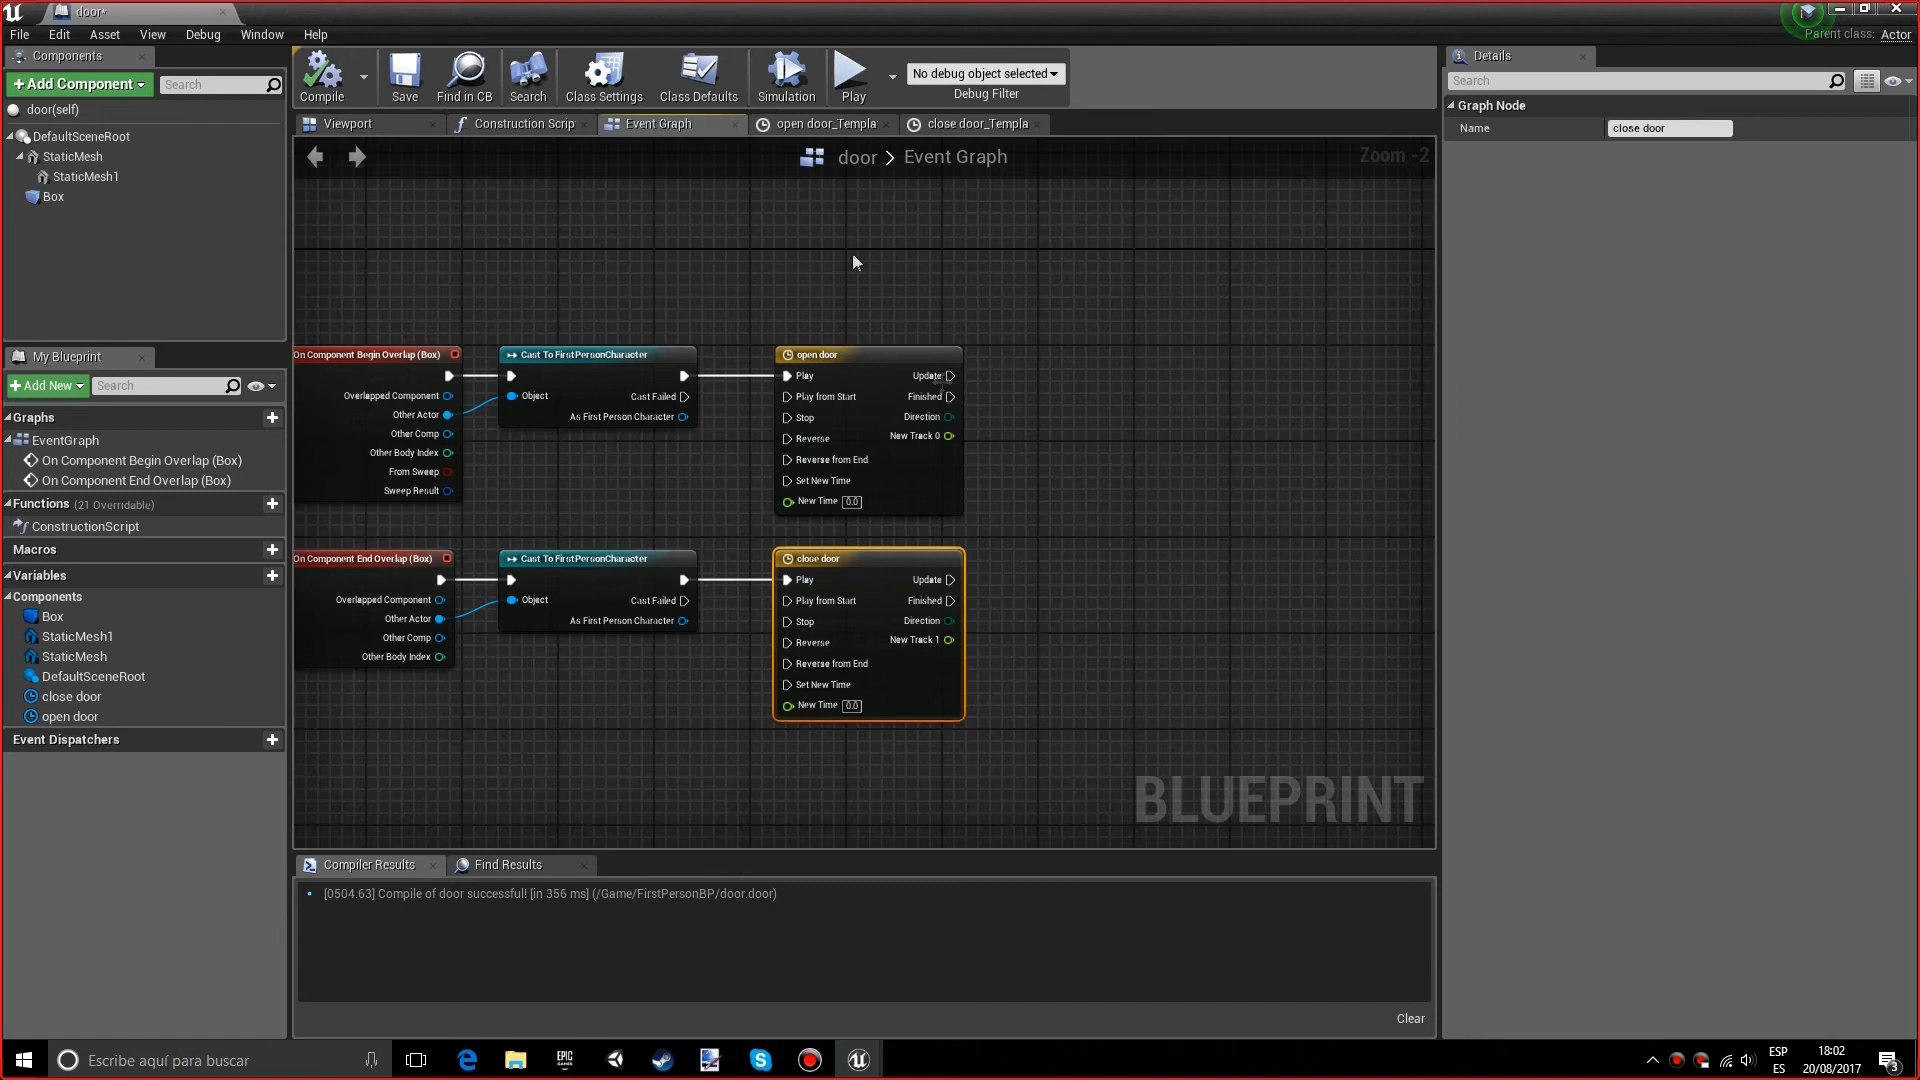 door*
File Edit Asset View Debug Window Help
Parent class: Actor
Components
+Add Component
Search
door(self)
DefaultSceneRoot
StaticMesh
StaticMesh1
Box
Compile
Save
Find in CB
Search
Class Settings
Class Defaults
Simulation
Play
No debug object selected
Debug Filter
Viewport
Construction Scrip
Event Graph
open door_Templa
close door_Templa
door > Event Graph
Zoom -2
On Component Begin Overlap (Box)
Overlapped Component
Other Actor
Other Comp
Other Body Index
From Sweep
Sweep Result
Cast To FirstPersonCharacter
Object
Cast Failed
As First Person Character
open door
Play
Update
Play from Start
Finished
Stop
Direction
Reverse
New Track 0
Reverse from End
Set New Time
New Time 0.0
On Component End Overlap (Box)
Overlapped Component
Other Actor
Other Comp
Other Body Index
Cast To FirstPersonCharacter
Object
Cast Failed
As First Person Character
close door
Play
Update
Play from Start
Finished
Stop
Direction
Reverse
New Track 1
Reverse from End
Set New Time
New Time 0.0
BLUEPRINT
My Blueprint
+Add New
Search
Graphs
EventGraph
On Component Begin Overlap (Box)
On Component End Overlap (Box)
Functions (21 Overridable)
ConstructionScript
Macros
Variables
Components
Box
StaticMesh1
StaticMesh
DefaultSceneRoot
close door
open door
Event Dispatchers
Compiler Results
Find Results
[0504.63] Compile of door successful! [in 356 ms] (/Game/FirstPersonBP/door.door)
Clear
Details
Search
Graph Node
Name
close door
Escribe aquí para buscar
EPIC
GAMES
ESP
ES
18:02
20/08/2017
3